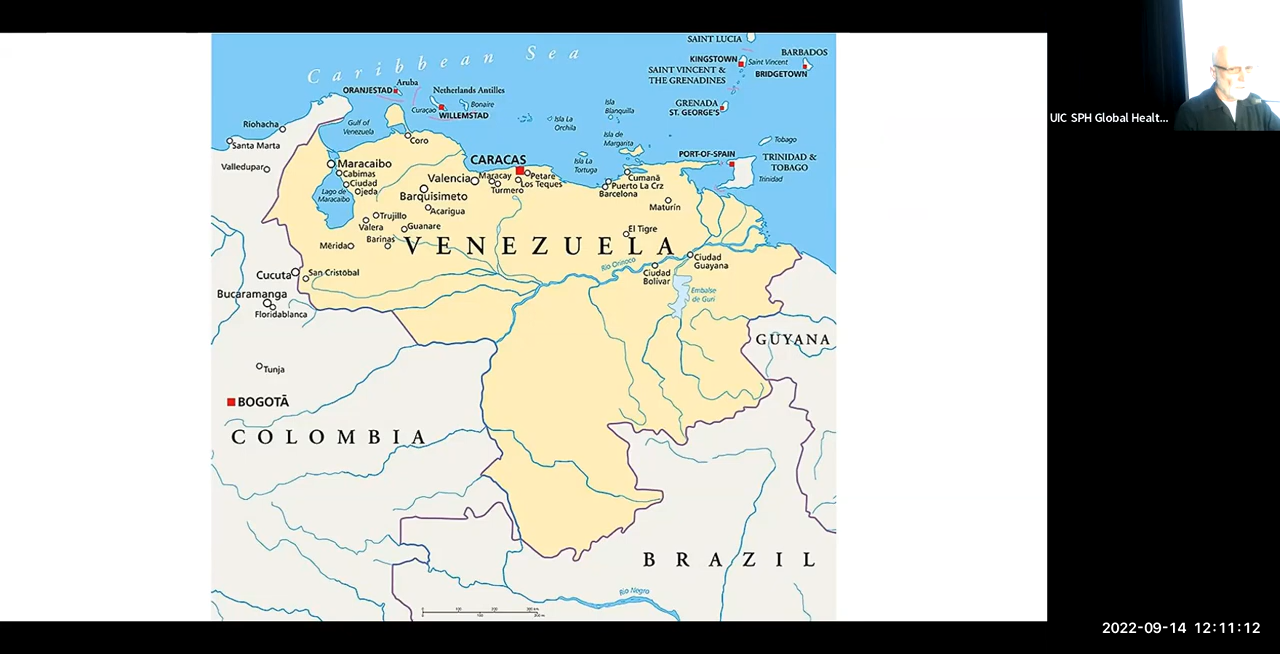 Caribbean Sea
SAINT LUCIA
BARBADOS
KINGSTOWN
Saint Vincent
SAINT VINCENT &
THE GRENADINES
BRIDGETOWN
Aruba
ORANJESTAD
Netherlands Antilles
Curaçao
Bonaire
WILLEMSTAD
GRENADA
ST. GEORGE'S
Isla
Blanquilla
Isla La
Orchila
Isla de
Margarita
Isla La
Tortuga
Tobago
PORT-OF-SPAIN
TRINIDAD &
TOBAGO
Trinidad
UIC SPH Global Healt...
Riohacha
Santa Marta
Valledupar
Gulf of
Venezuela
Coro
Maracaibo
Cabimas
Ciudad
Ojeda
Lago de
Maracaibo
CARACAS
Petare
Los Teques
Valencia
Maracay
Turmero
Barquisimeto
Acarigua
Cumaná
Puerto La Crz
Barcelona
Maturín
Trujillo
Valera
Guanare
Barinas
Mérida
El Tigre
VENEZUELA
Río Orinoco
Ciudad
Guayana
Ciudad
Bolívar
Embalse
de Guri
Cucuta
San Cristóbal
Bucaramanga
Floridablanca
GUYANA
Tunja
BOGOTÁ
COLOMBIA
BRAZIL
Rio Negro
2022-09-14 12:11:12